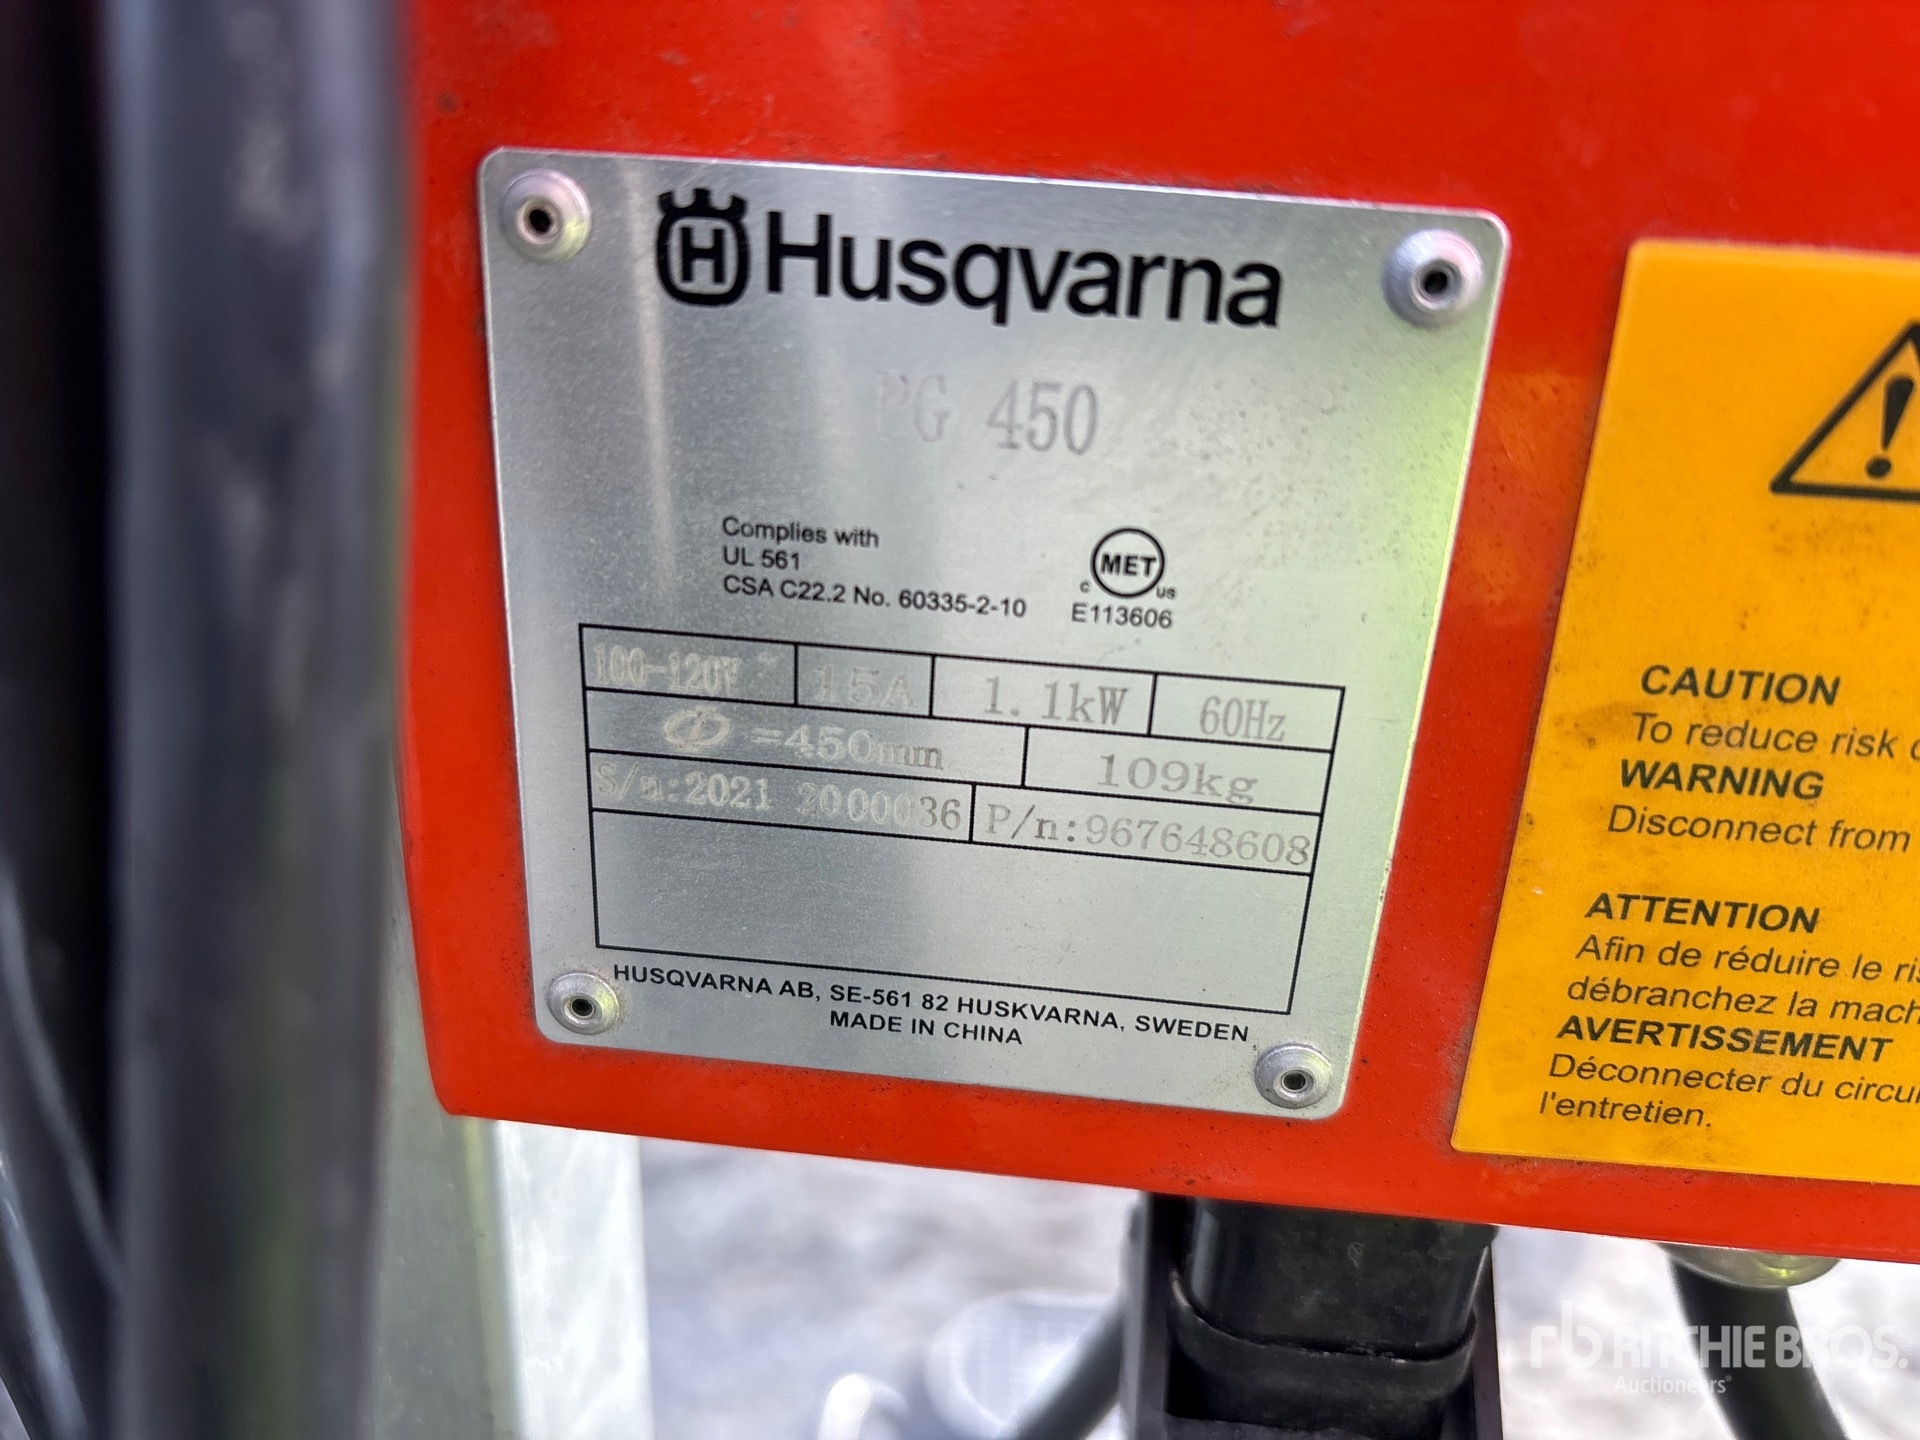 H Husqvarna
PG 450
Complies with
UL 561
CSA C22.2 No. 60335-2-10
MET
C US
E113606
100-120V ~ 15A 1.1kW 60Hz
Φ =450mm 109kg
S/n:2021 2000036 P/n:967648608
HUSQVARNA AB, SE-561 82 HUSKVARNA, SWEDEN
MADE IN CHINA
!
CAUTION
To reduce risk
WARNING
Disconnect from
ATTENTION
Afin de réduire le ris
débranchez la mach
AVERTISSEMENT
Déconnecter du circui
l'entretien.
rb RITCHIE BROS.
Auctioneers